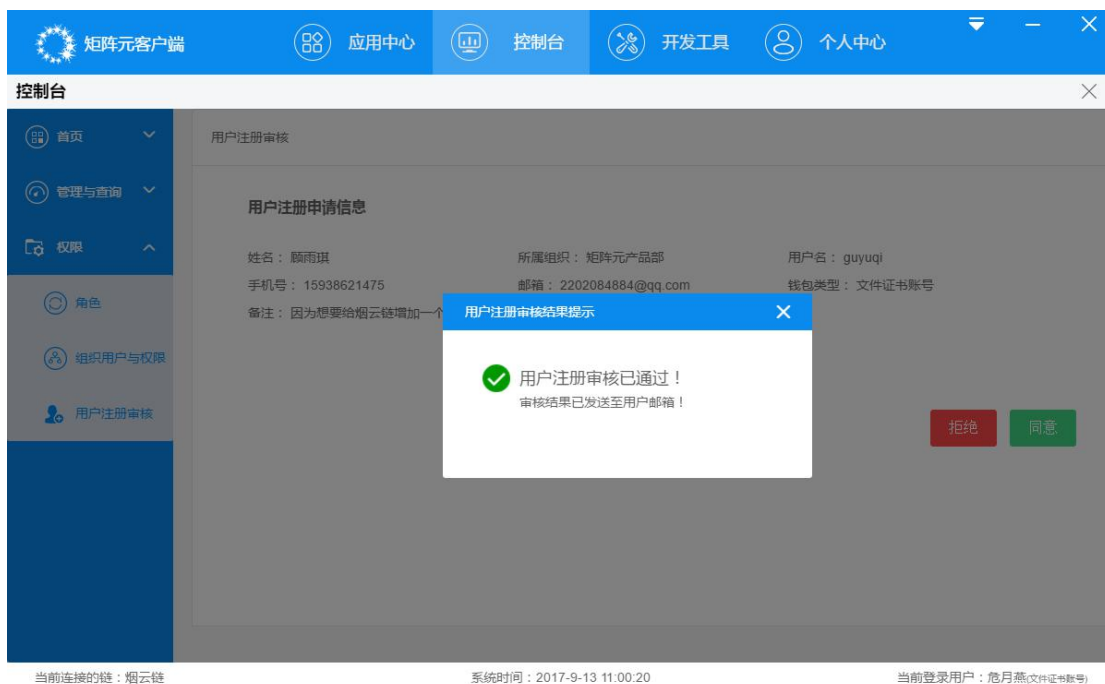 矩阵元客户端
应用中心
控制台
开发工具
个人中心
控制台
首页
管理与查询
权限
角色
组织用户与权限
用户注册审核
用户注册审核
用户注册申请信息
姓名： 顾雨琪 所属组织： 矩阵元产品部 用户名： guyuqi
手机号： 15938621475 邮箱： 2202084884@qq.com 钱包类型： 文件证书账号
备注： 因为想要给烟云链增加一个
用户注册审核结果提示
用户注册审核已通过！
审核结果已发送至用户邮箱！
拒绝 同意
当前连接的链：烟云链 系统时间：2017-9-13 11:00:20 当前登录用户：危月燕(文件证书账号)